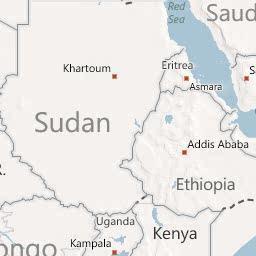 Red
Sea
Saud
Khartoum
Eritrea
S
Asmara
Sudan
Addis Ababa
R.
Ethiopia
Uganda
Kenya
ongo
Kampala